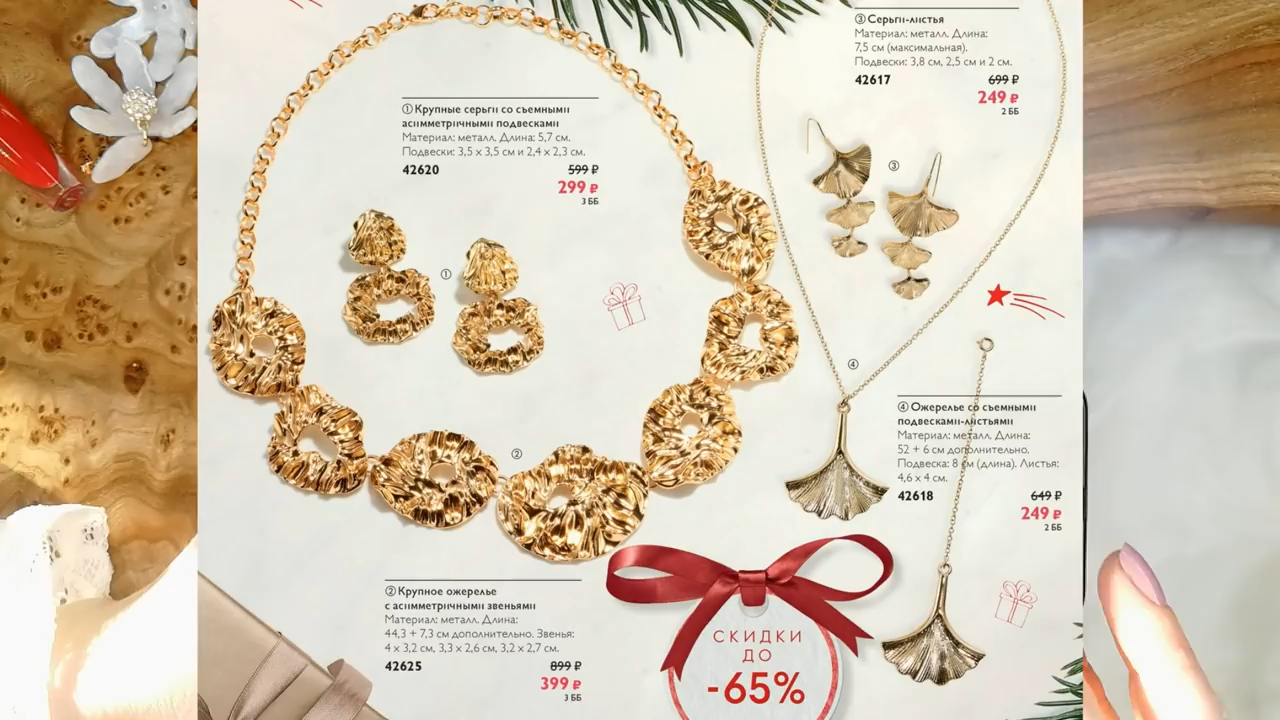 ① Крупные серьги со съемными
асимметричными подвесками
Материал: металл. Длина: 5,7 см.
Подвески: 3,5 x 3,5 см и 2,4 x 2,3 см.
42620 599 ₽
299 ₽
3 ББ
③ Серьги-листья
Материал: металл. Длина:
7,5 см (максимальная).
Подвески: 3,8 см, 2,5 см и 2 см.
42617 699 ₽
249 ₽
2 ББ
③
①
④
②
④ Ожерелье со съемными
подвесками-листьями
Материал: металл. Длина:
52 + 6 см дополнительно.
Подвеска: 8 см (длина). Листья:
4,6 x 4 см.
42618 649 ₽
249 ₽
2 ББ
② Крупное ожерелье
с асимметричными звеньями
Материал: металл. Длина:
44,3 + 7,3 см дополнительно. Звенья:
4 x 3,2 см, 3,3 x 2,6 см, 3,2 x 2,7 см.
42625 899 ₽
399 ₽
3 ББ
СКИДКИ
ДО
-65%